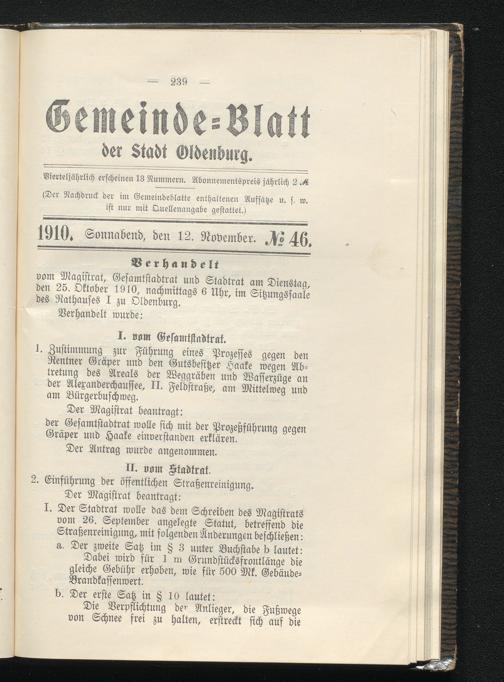 — 239 —
Gemeinde-Blatt
der Stadt Oldenburg.
Vierteljährlich erscheinen 13 Nummern. Abonnementspreis jährlich 2 ℳ
(Der Nachdruck der im Gemeindeblatte enthaltenen Aufsätze u. s. w.
ist nur mit Quellenangabe gestattet.)
1910. Sonnabend, den 12. November. № 46.
Verhandelt
vom Magistrat, Gesamtstadtrat und Stadtrat am Dienstag,
den 25. Oktober 1910, nachmittags 6 Uhr, im Sitzungssaale
des Rathauses I zu Oldenburg.
Verhandelt wurde:
I. vom Gesamtstadtrat.
1. Zustimmung zur Führung eines Prozesses gegen den
Rentner Gräper und den Gutsbesitzer Haake wegen Ab-
tretung des Areals der Weggräben und Wasserzüge an
der Alexanderchaussee, II. Feldstraße, am Mittelweg und
am Bürgerbuschweg.
Der Magistrat beantragt:
der Gesamtstadtrat wolle sich mit der Prozeßführung gegen
Gräper und Haake einverstanden erklären.
Der Antrag wurde angenommen.
II. vom Stadtrat.
2. Einführung der öffentlichen Straßenreinigung.
Der Magistrat beantragt:
I. Der Stadtrat wolle das dem Schreiben des Magistrats
vom 26. September angelegte Statut, betreffend die
Straßenreinigung, mit folgenden Änderungen beschließen:
a. Der zweite Satz im § 3 unter Buchstabe b lautet:
Dabei wird für 1 m Grundstücksfrontlänge die
gleiche Gebühr erhoben, wie für 500 Mk. Gebäude-
Brandkassenwert.
b. Der erste Satz in § 10 lautet:
Die Verpflichtung der Anlieger, die Fußwege
von Schnee frei zu halten, erstreckt sich auf die